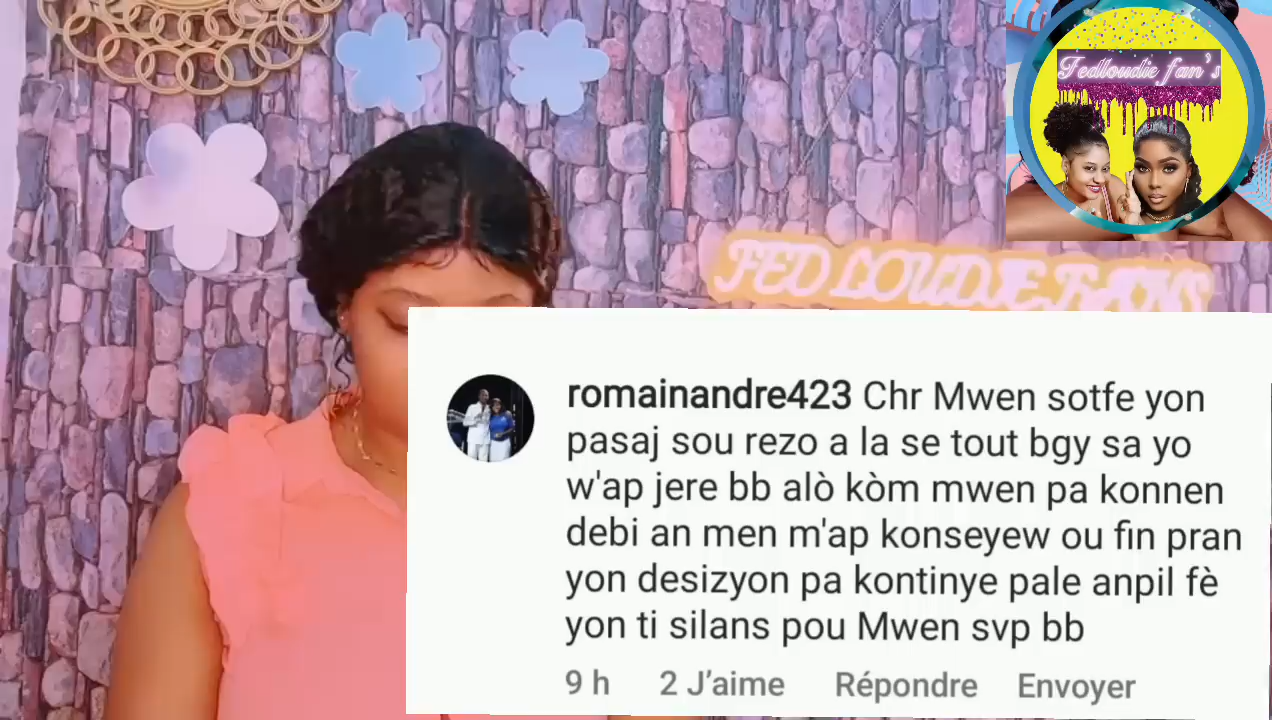 Fedloudie fan's
FED LOUDIE FANS
romainandre423 Chr Mwen sotfe yon
pasaj sou rezo a la se tout bgy sa yo
w'ap jere bb alò kòm mwen pa konnen
debi an men m'ap konseyew ou fin pran
yon desizyon pa kontinye pale anpil fè
yon ti silans pou Mwen svp bb
9 h 2 J'aime Répondre Envoyer